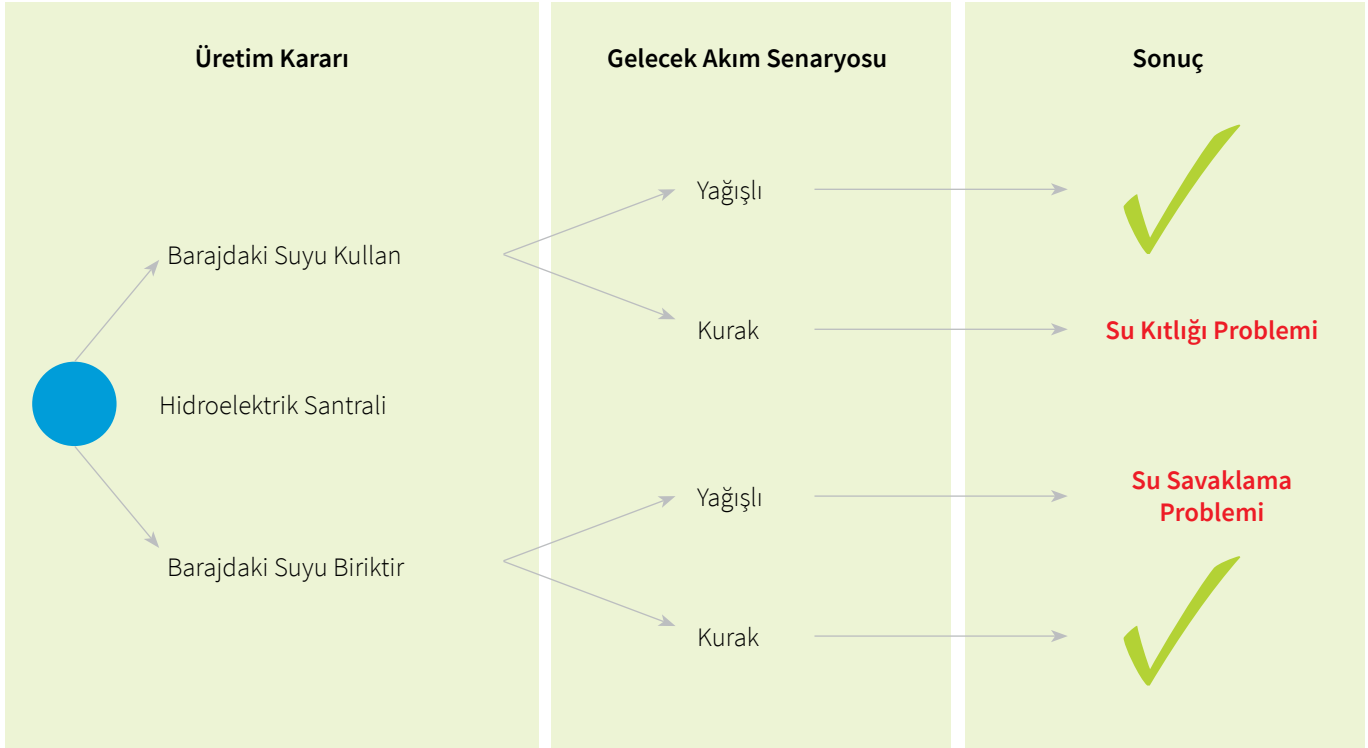 Üretim Kararı
Gelecek Akım Senaryosu
Sonuç
Yağışlı
Barajdaki Suyu Kullan
Kurak
Su Kıtlığı Problemi
Hidroelektrik Santrali
Yağışlı
Su Savaklama
Problemi
Barajdaki Suyu Biriktir
Kurak